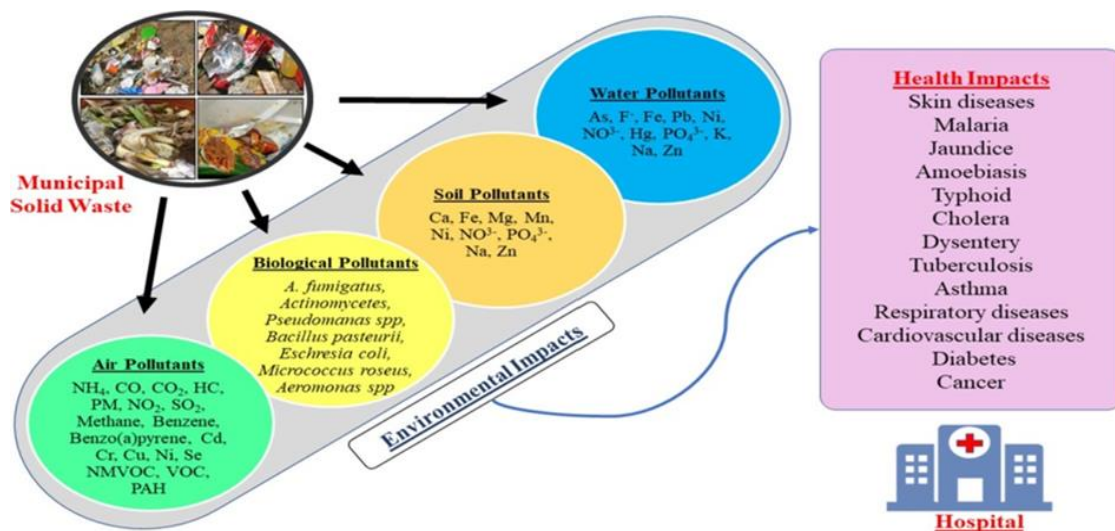 Municipal
Solid Waste
Water Pollutants
As, F⁻, Fe, Pb, Ni,
NO³⁻, Hg, PO₄³⁻, K,
Na, Zn
Soil Pollutants
Ca, Fe, Mg, Mn,
Ni, NO³⁻, PO₄³⁻,
Na, Zn
Biological Pollutants
A. fumigatus,
Actinomycetes,
Pseudomanas spp,
Bacillus pasteurii,
Eschresia coli,
Micrococcus roseus,
Aeromonas spp
Air Pollutants
NH₄, CO, CO₂, HC,
PM, NO₂, SO₂,
Methane, Benzene,
Benzo(a)pyrene, Cd,
Cr, Cu, Ni, Se
NMVOC, VOC,
PAH
Environmental Impacts
Health Impacts
Skin diseases
Malaria
Jaundice
Amoebiasis
Typhoid
Cholera
Dysentery
Tuberculosis
Asthma
Respiratory diseases
Cardiovascular diseases
Diabetes
Cancer
Hospital